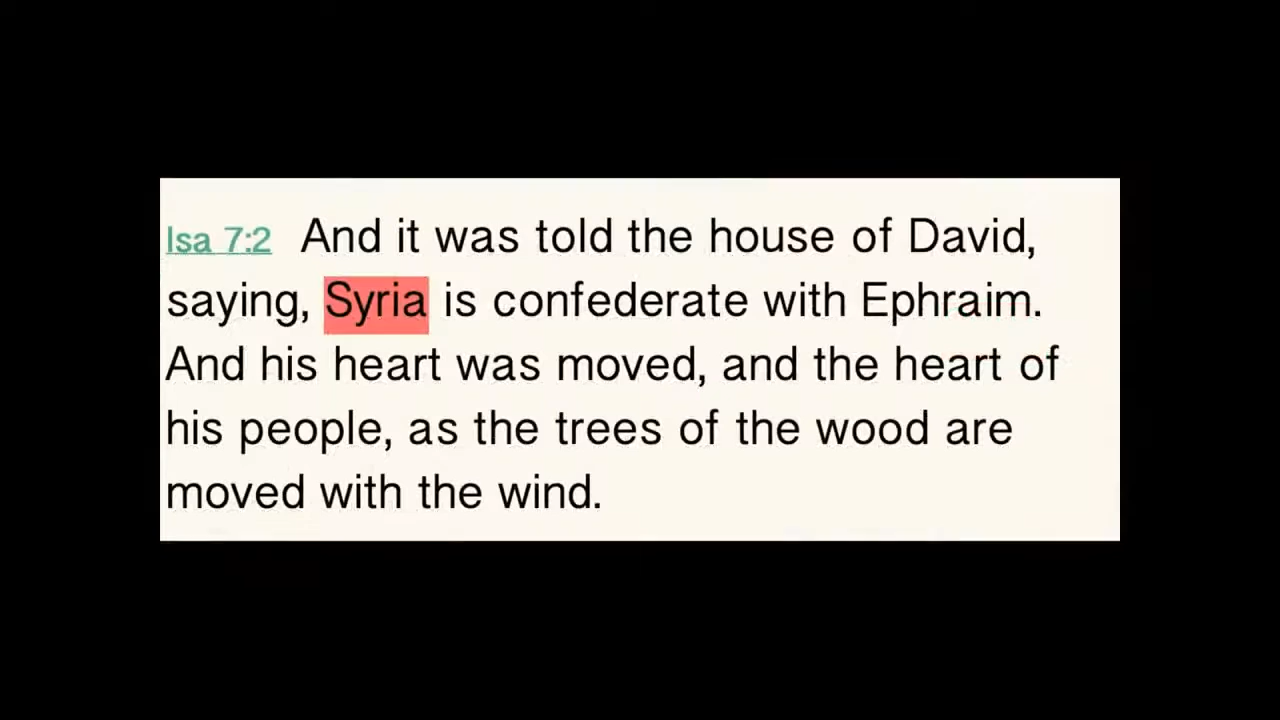 Isa 7:2 And it was told the house of David,
saying, Syria is confederate with Ephraim.
And his heart was moved, and the heart of
his people, as the trees of the wood are
moved with the wind.